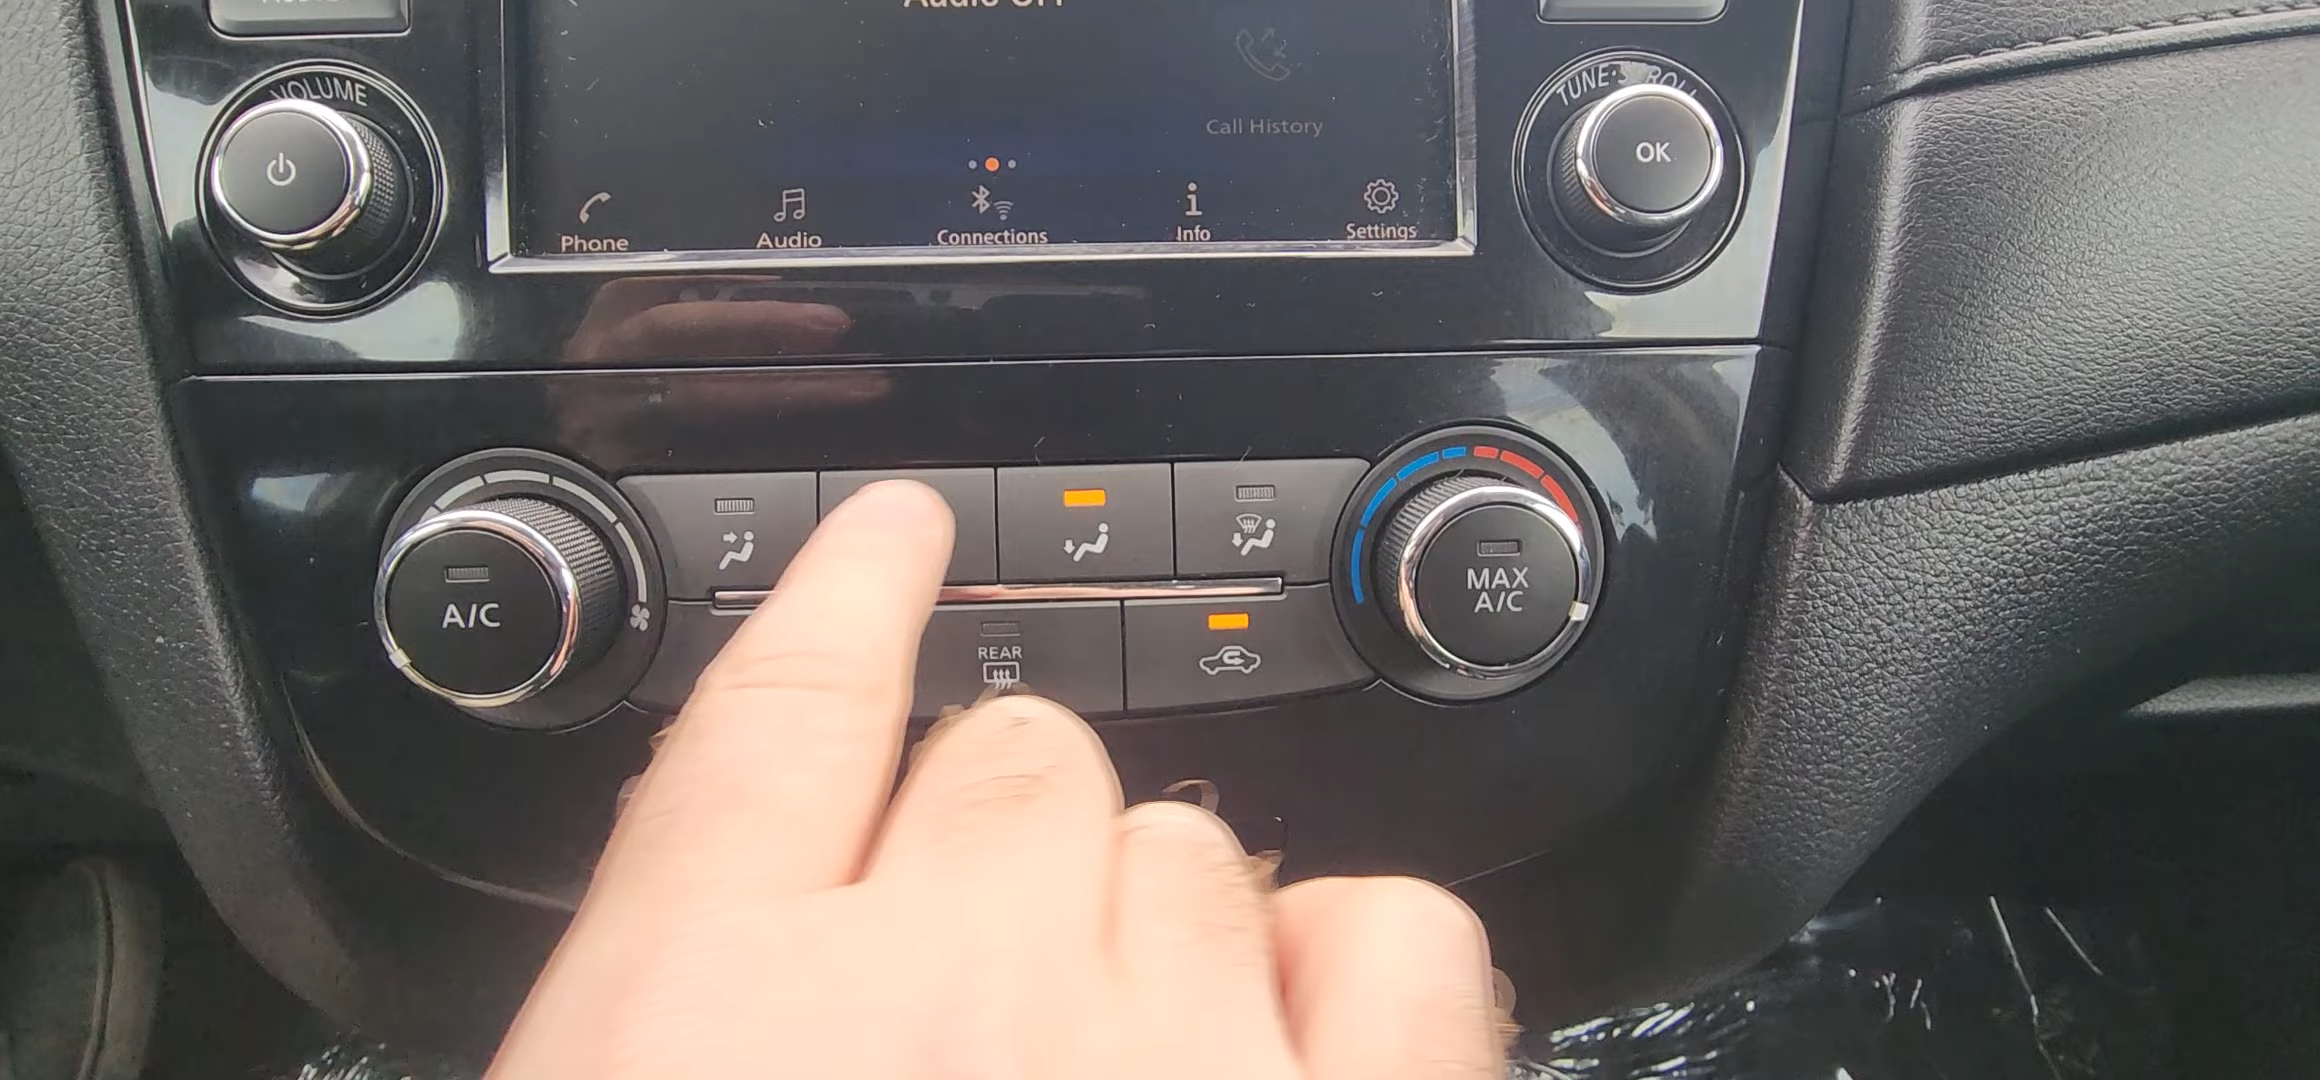 VOLUME
Call History
OK
Phone
Audio
Connections
Info
Settings
A/C
REAR
MAX
A/C